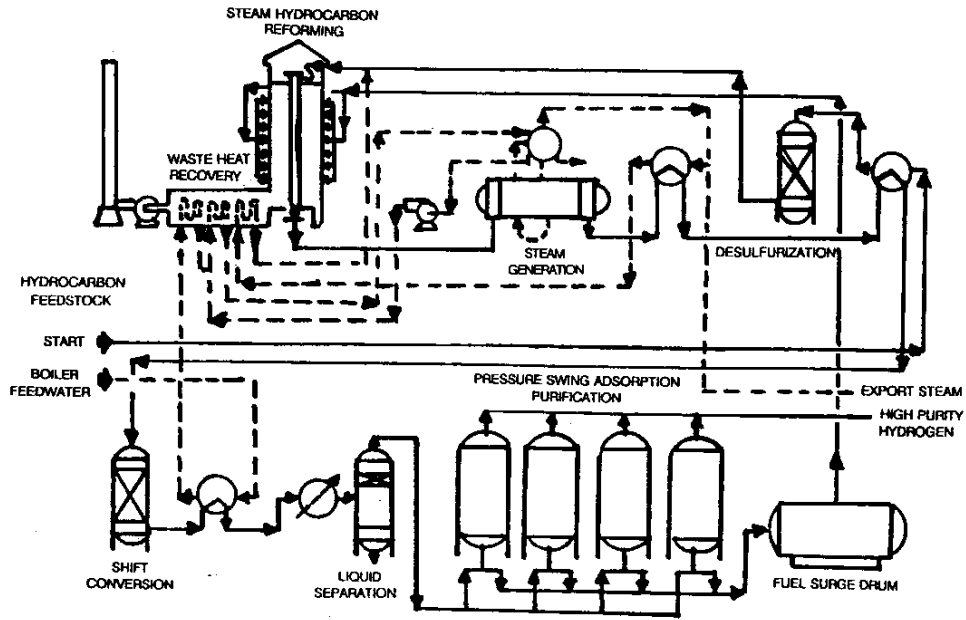 STEAM HYDROCARBON
REFORMING
WASTE HEAT
RECOVERY
STEAM
GENERATION
DESULFURIZATION
HYDROCARBON
FEEDSTOCK
START
BOILER
FEEDWATER
PRESSURE SWING ADSORPTION
PURIFICATION
EXPORT STEAM
HIGH PURITY
HYDROGEN
SHIFT
CONVERSION
LIQUID
SEPARATION
FUEL SURGE DRUM